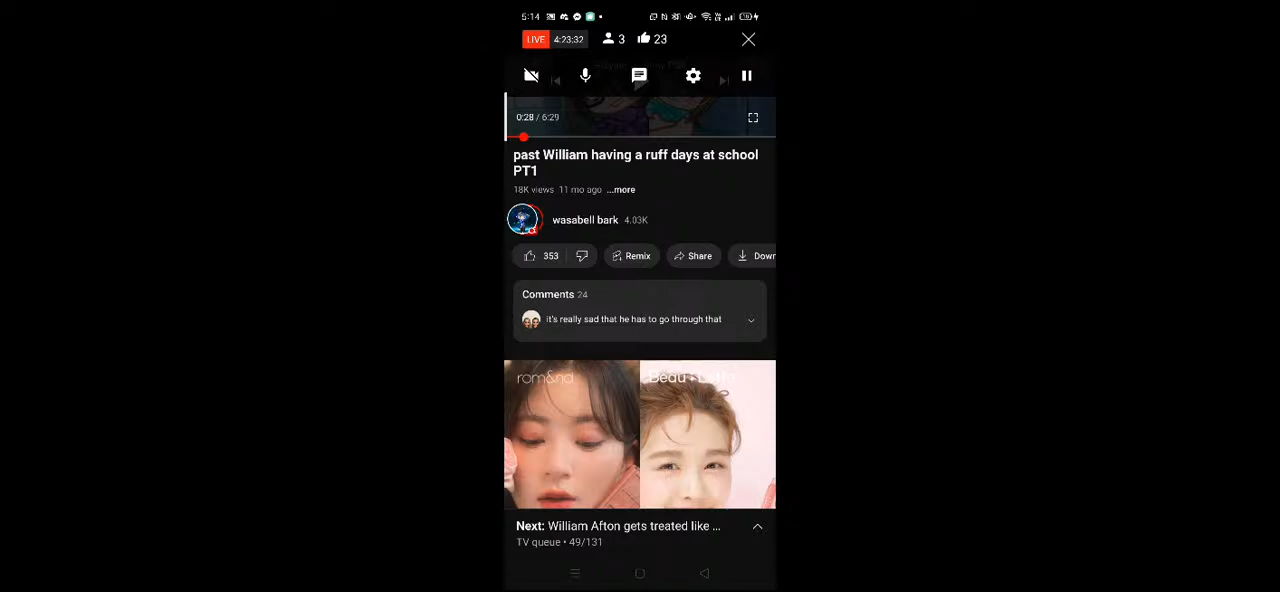 5:14
LIVE 4:23:32 3 23
0:28 / 6:29
past William having a ruff days at school
PT1
18K views 11 mo ago ...more
wasabell bark 4.03K
353 Remix Share Down
Comments 24
it's really sad that he has to go through that
rom&nd
Next: William Afton gets treated like ...
TV queue • 49/131